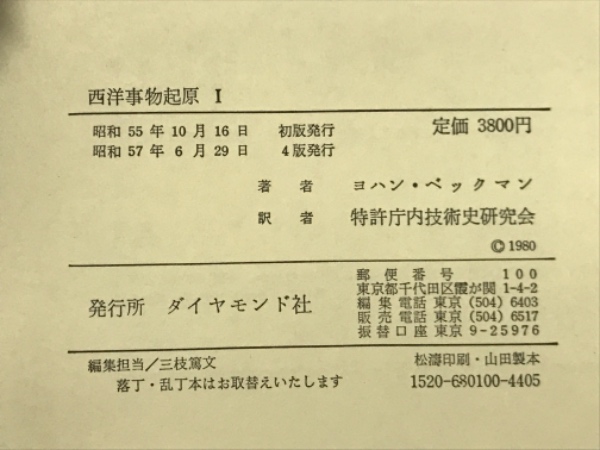 西洋事物起原 I
昭和 55 年 10 月 16 日 初版発行
昭和 57 年 6 月 29 日 4版発行
定価 3800円
著者 ヨハン・ベックマン
訳者 特許庁内技術史研究会
© 1980
発行所 ダイヤモンド社
郵便番号 100
東京都千代田区霞が関 1-4-2
編集 電話 東京 (504) 6403
販売 電話 東京 (504) 6517
振替口座 東京 9-25976
編集担当/三枝篤文
落丁・乱丁本はお取替えいたします
松濤印刷・山田製本
1520-680100-4405